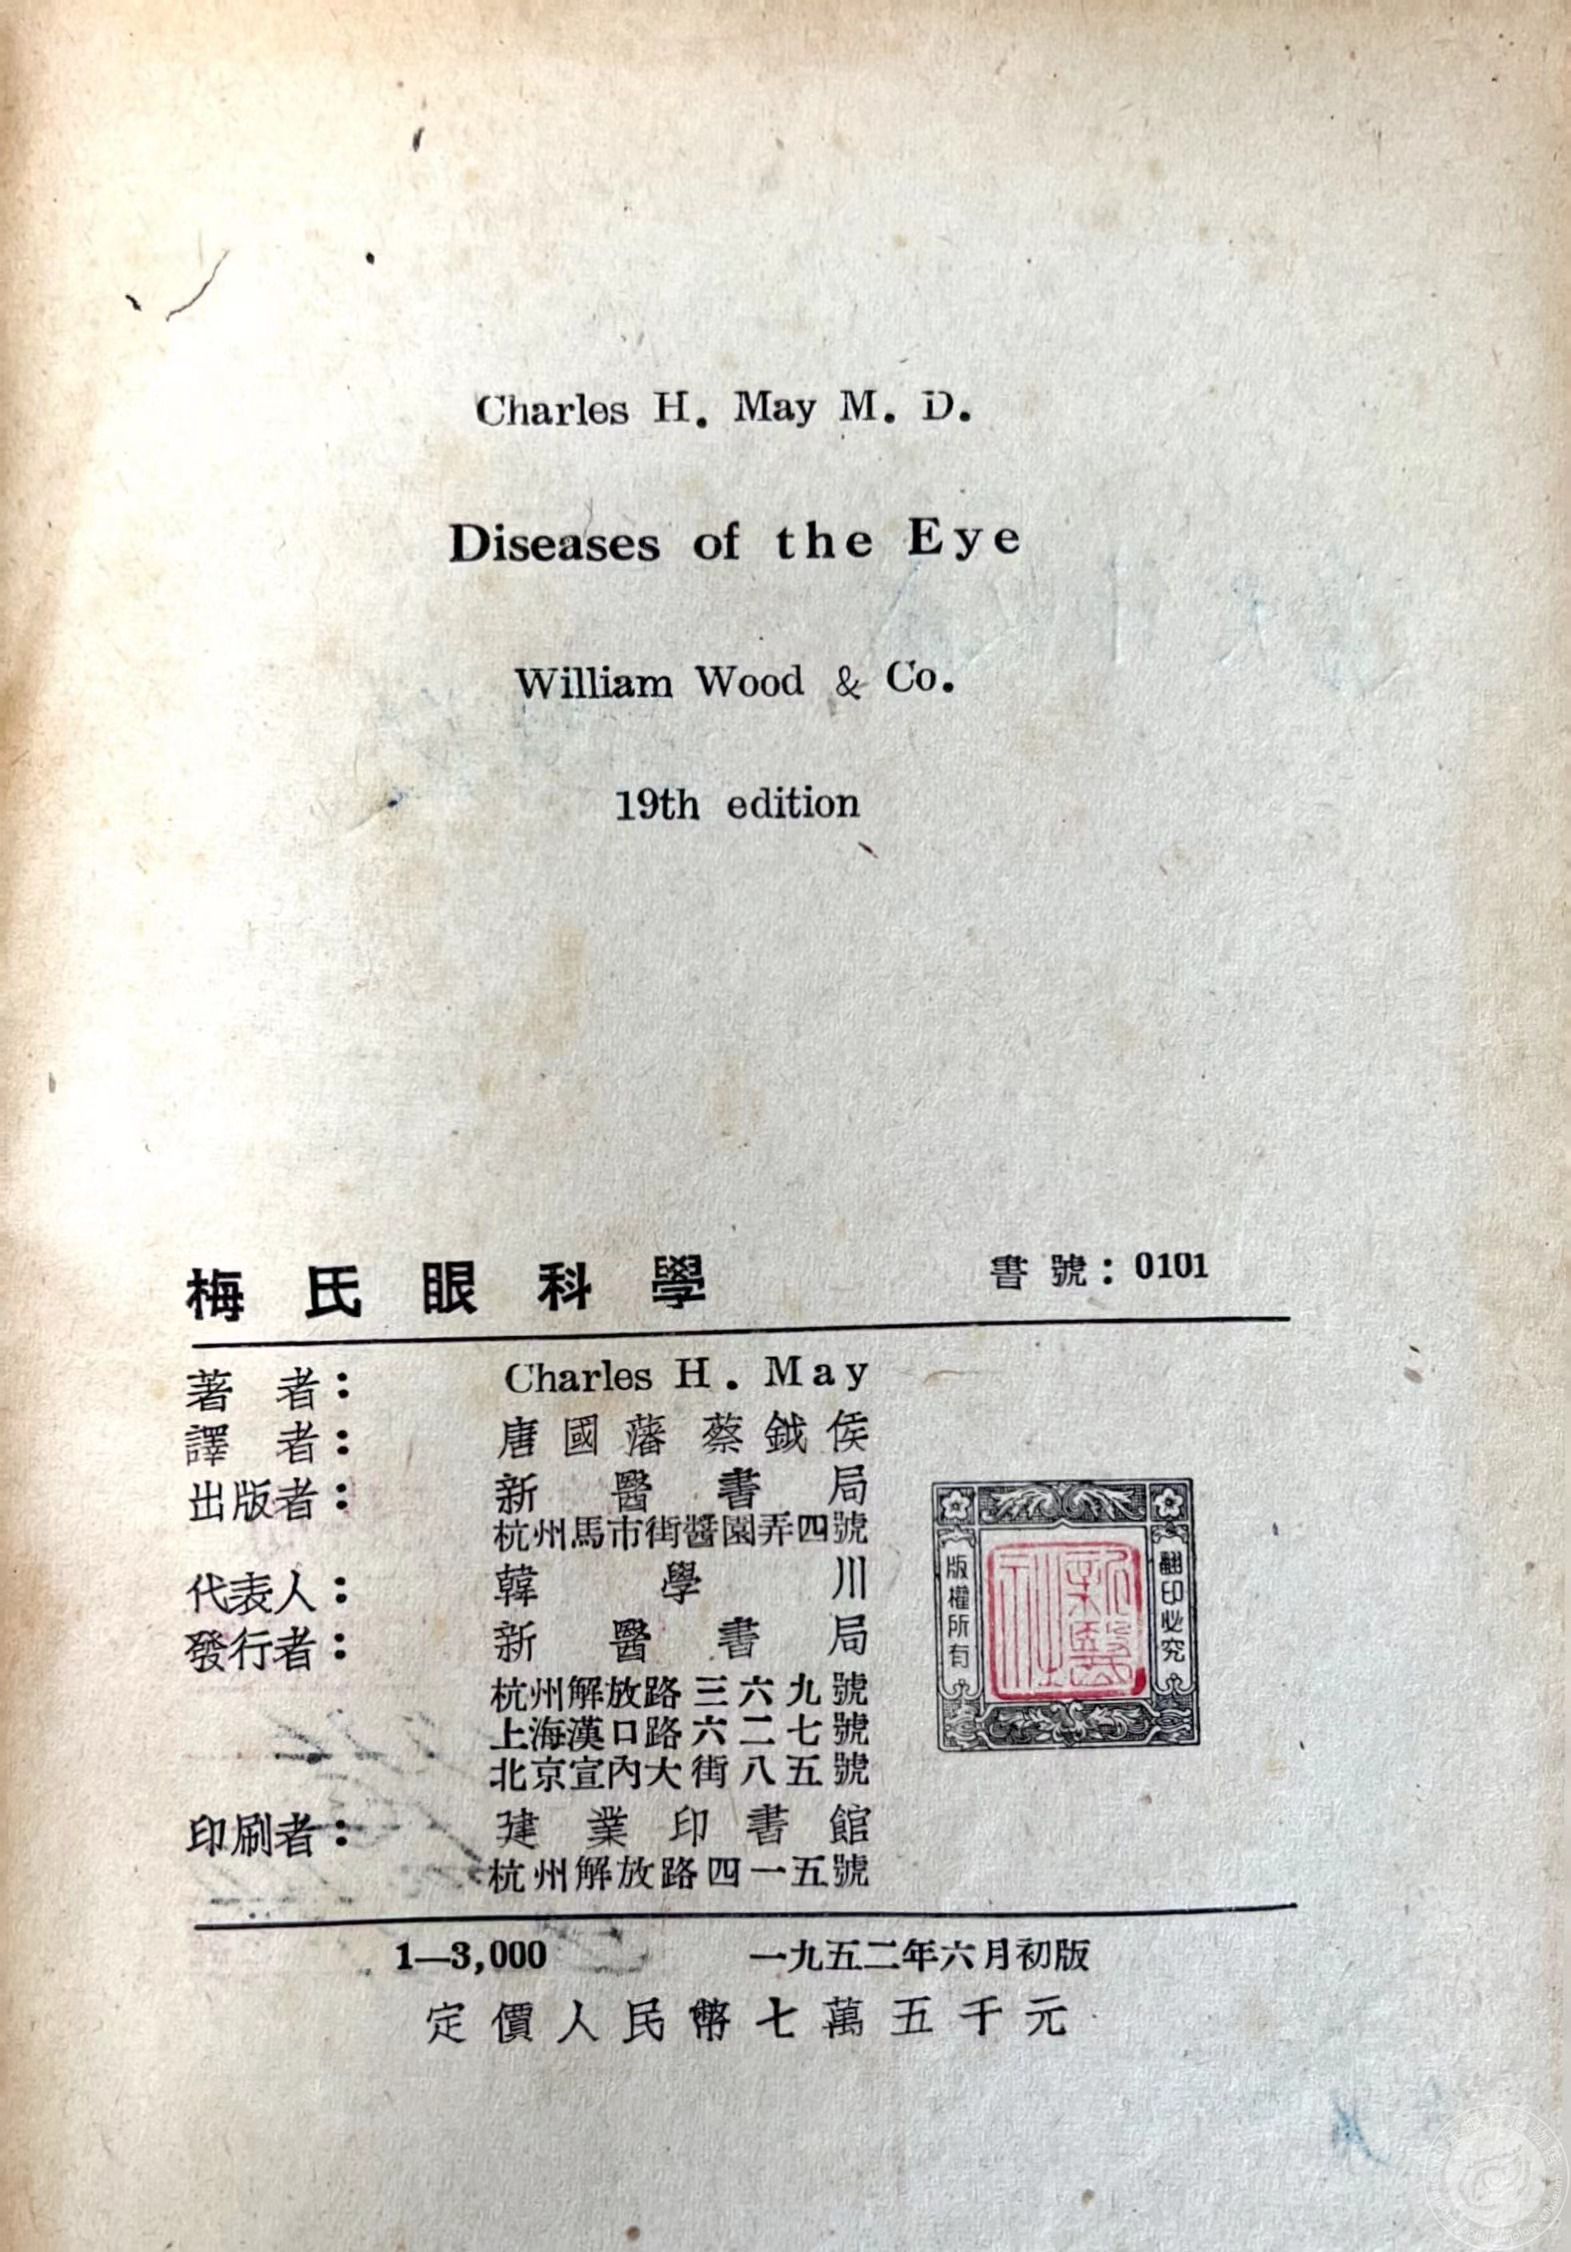 Charles H. May M. D.
Diseases of the Eye
William Wood & Co.
19th edition
梅氏眼科學 書號：0101
著者： Charles H. May
譯者： 唐國藩 蔡鉞侯
出版者： 新醫書局
杭州馬市街醬園弄四號
代表人： 韓學川
發行者： 新醫書局
杭州解放路三六九號
上海漢口路六二七號
北京宣內大街八五號
印刷者： 建業印書館
杭州解放路四一五號
版權所有
翻印必究
新醫
1—3,000 一九五二年六月初版
定價人民幣七萬五千元